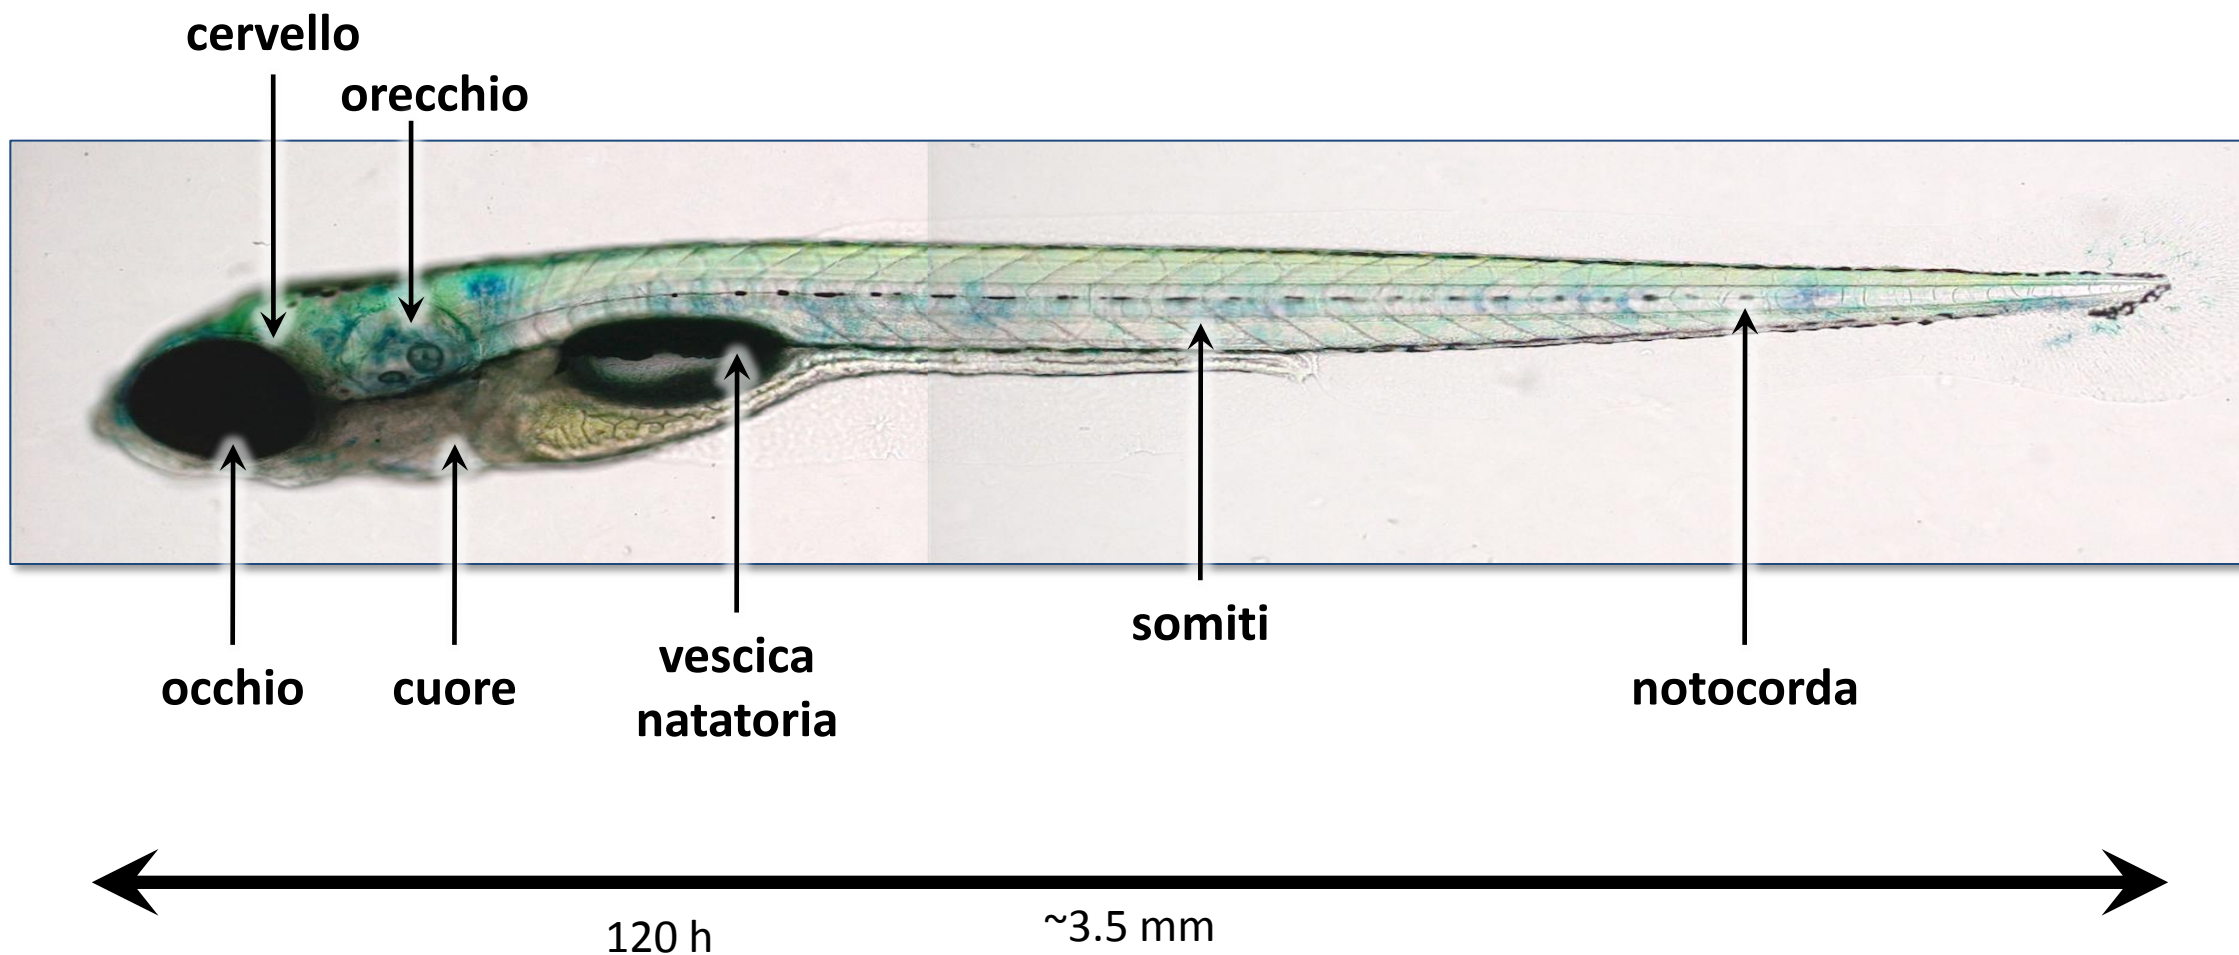 cervello
orecchio
occhio
cuore
vescica
natatoria
somiti
notocorda
120 h
~3.5 mm